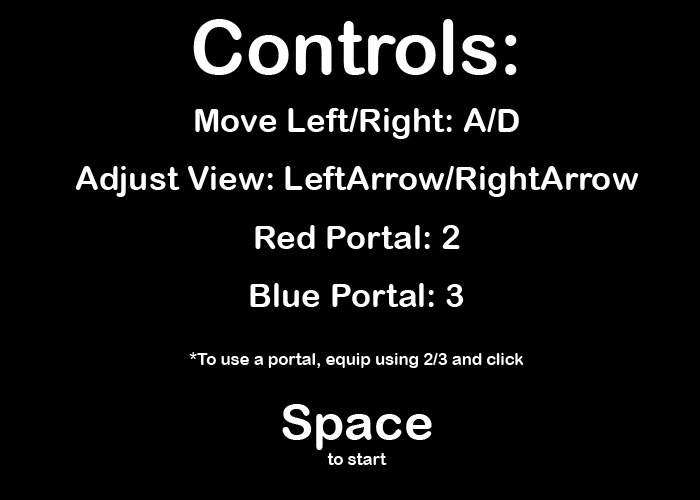 Controls:
Move Left/Right: A/D
Adjust View: LeftArrow/RightArrow
Red Portal: 2
Blue Portal: 3
*To use a portal, equip using 2/3 and click
Space
to start